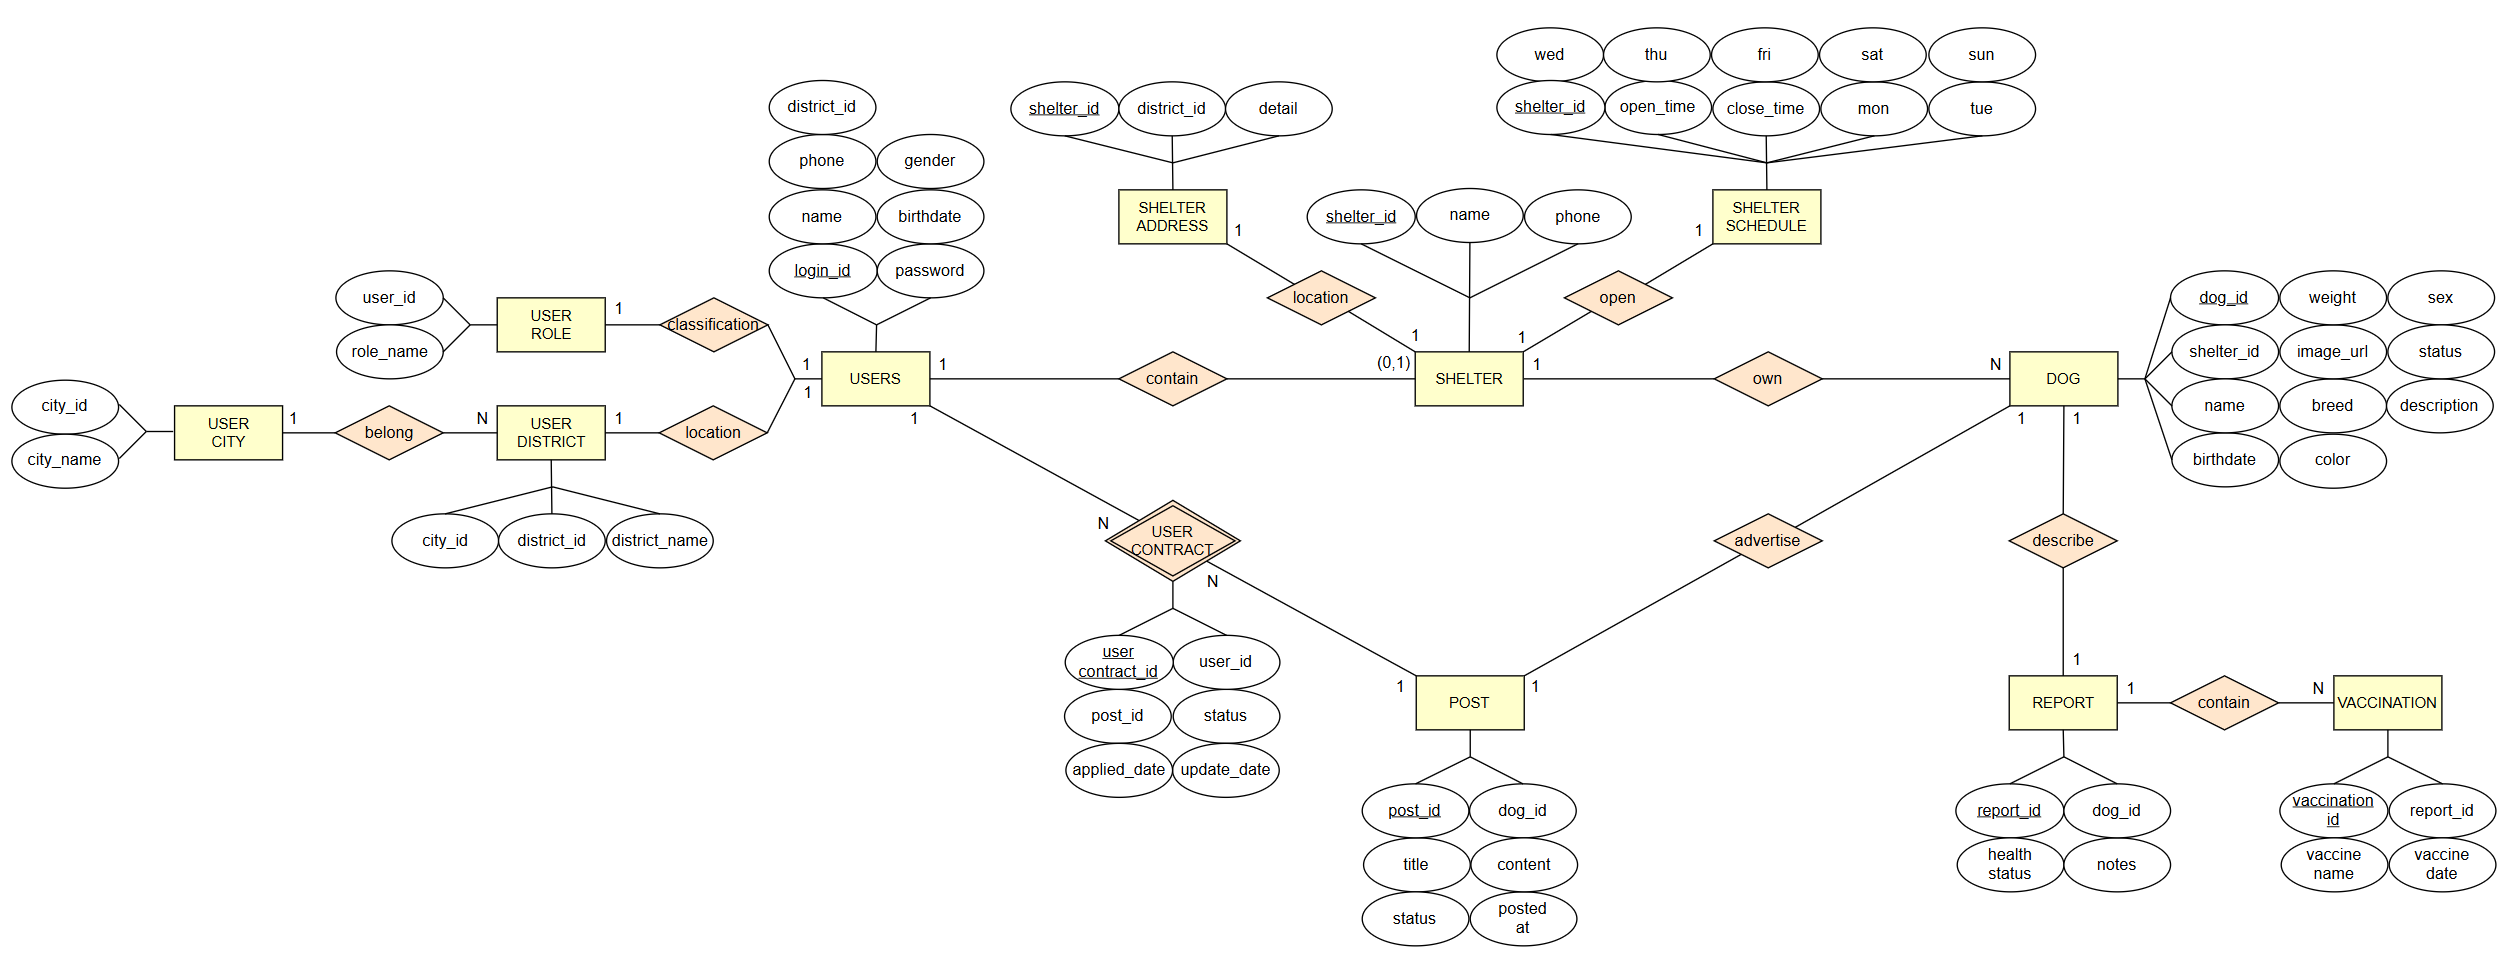 wed
thu
fri
sat
sun
shelter_id
open_time
close_time
mon
tue
district_id
phone
gender
name
birthdate
login_id
password
shelter_id
district_id
detail
SHELTER
ADDRESS
1
shelter_id
name
phone
SHELTER
SCHEDULE
1
location
1
open
1
user_id
role_name
USER
ROLE
1
classification
1
city_id
city_name
USER
CITY
1
belong
N
USER
DISTRICT
1
location
1
city_id
district_id
district_name
USERS
1
contain
(0,1)
SHELTER
1
own
N
DOG
dog_id
weight
sex
shelter_id
image_url
status
name
breed
description
birthdate
color
1
N
USER
CONTRACT
N
1
user
contract_id
user_id
post_id
status
applied_date
update_date
1
advertise
1
POST
post_id
dog_id
title
content
status
posted
at
1
describe
1
REPORT
1
contain
N
VACCINATION
report_id
dog_id
health
status
notes
vaccination
id
report_id
vaccine
name
vaccine
date